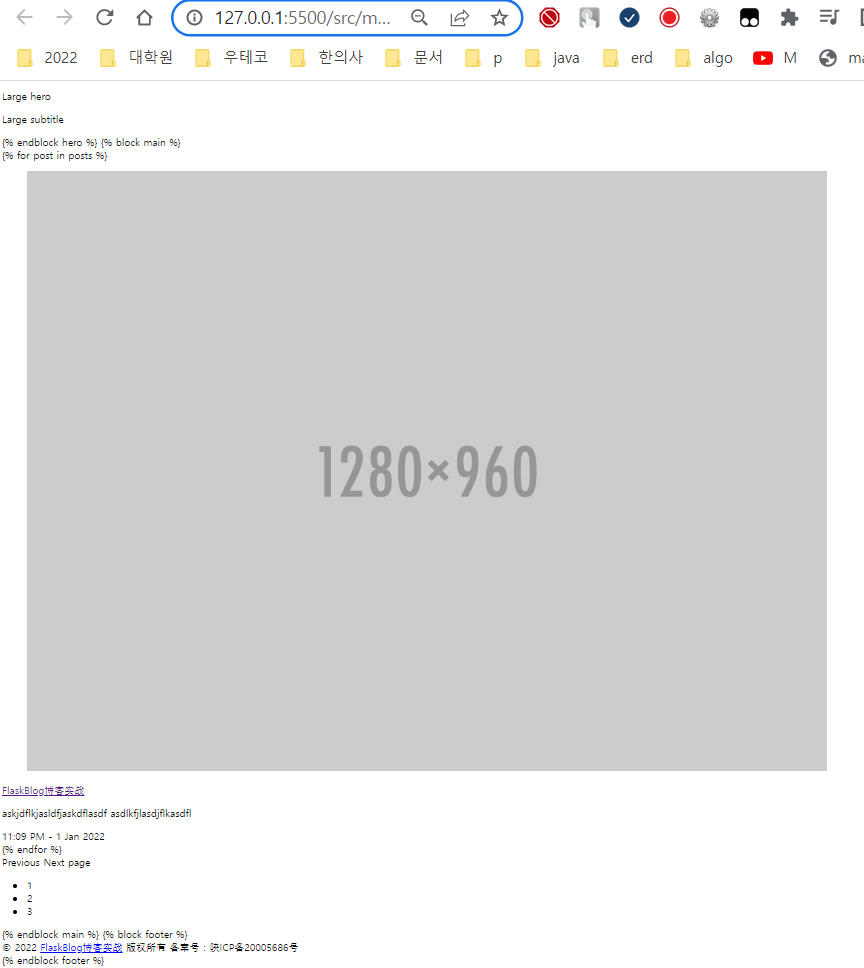 127.0.0.1:5500/src/m...
2022 대학원 우테코 한의사 문서 p java erd algo M ma
Large hero
Large subtitle
{% endblock hero %} {% block main %}
{% for post in posts %}
1280×960
FlaskBlog博客实战
askjdflkjasldfjaskdflasdf asdlkfjlasdjflkasdfl
11:09 PM - 1 Jan 2022
{% endfor %}
Previous Next page
1
2
3
{% endblock main %} {% block footer %}
© 2022 FlaskBlog博客实战 版权所有 备案号：陕ICP备20005686号
{% endblock footer %}